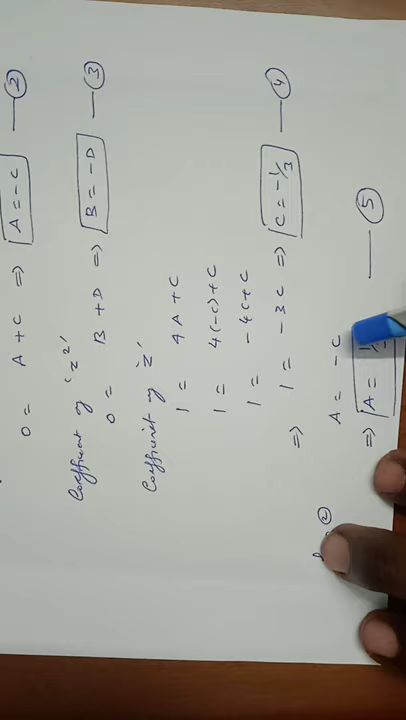 0 = A + C => A = -C — ②
Coefficient of 'z²'
0 = B + D => B = -D — ③
Coefficient of 'z'
1 = 4A + C
1 = 4(-C) + C
1 = -4C + C
=> 1 = -3C => C = -1/3 — ④
②
A = -C
=> A = 1/ — ⑤